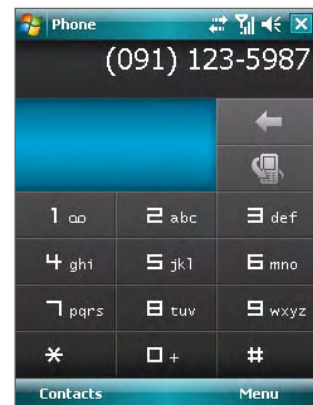 Phone
(091) 123-5987
1 2 abc 3 def
4 ghi 5 jkl 6 mno
7 pqrs 8 tuv 9 wxyz
* 0 + #
Contacts Menu